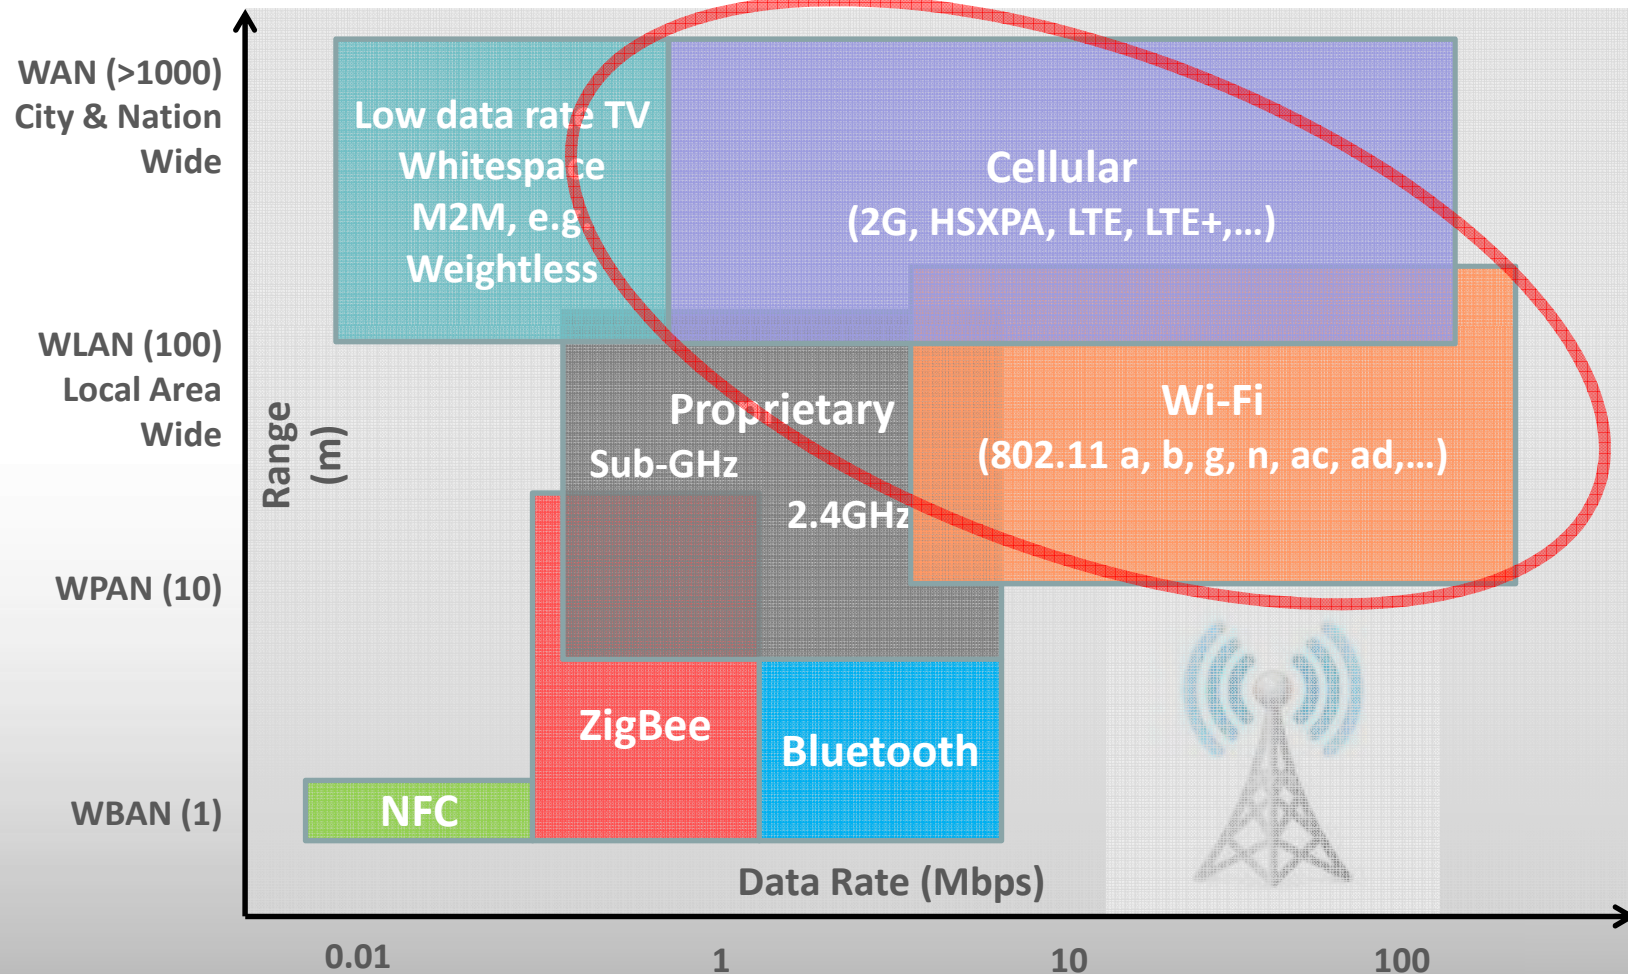 WAN (>1000)
City & Nation
Wide
WLAN (100)
Local Area
Wide
WPAN (10)
WBAN (1)
Range
(m)
Low data rate TV
Whitespace
M2M, e.g
Weightless
Cellular
(2G, HSXPA, LTE, LTE+,...)
Proprietary
Sub-GHz
2.4GHz
Wi-Fi
(802.11 a, b, g, n, ac, ad,...)
ZigBee
Bluetooth
NFC
Data Rate (Mbps)
0.01
1
10
100